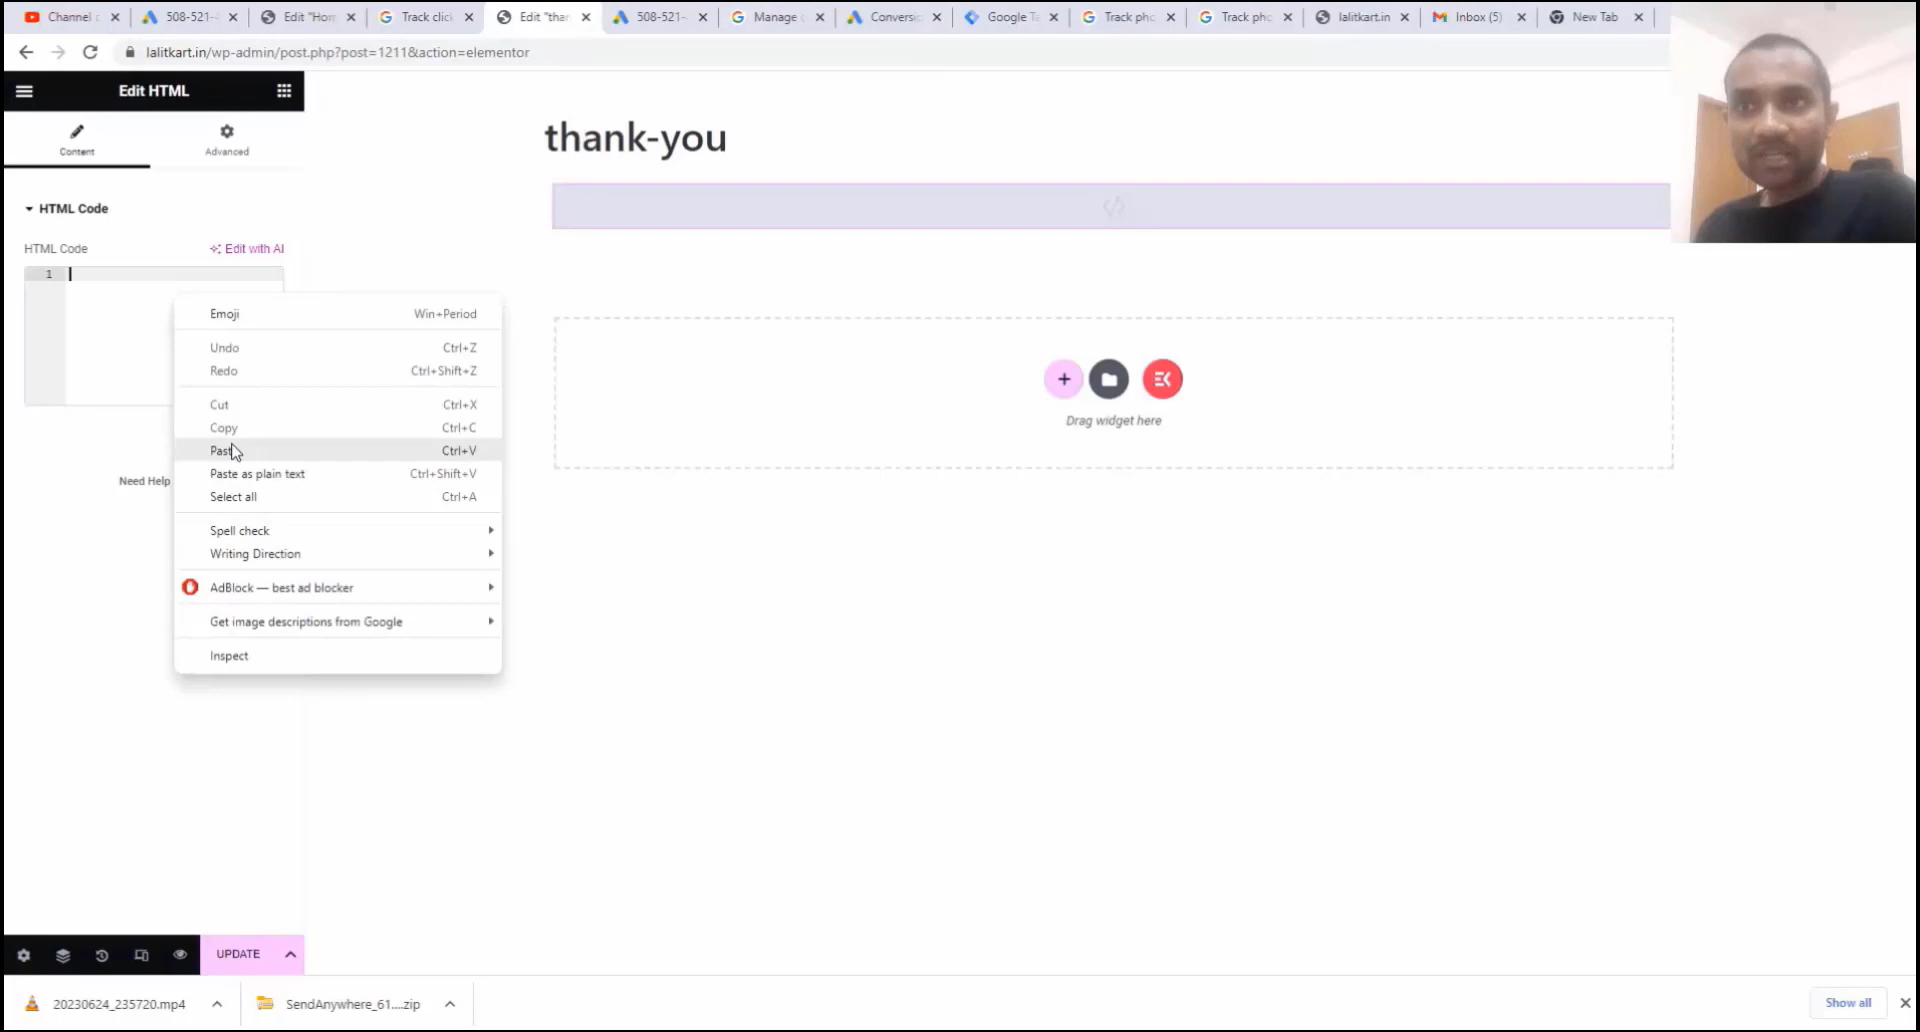 Channel
508-521-
Edit "Hom
Track click
Edit "than
508-521-
Manage
Conversi
Google Ta
Track pho
Track pho
lalitkart.in
Inbox (5)
New Tab
lalitkart.in/wp-admin/post.php?post=1211&action=elementor
Edit HTML
Content
Advanced
thank-you
HTML Code
HTML Code
Edit with AI
1
Emoji Win+Period
Undo Ctrl+Z
Redo Ctrl+Shift+Z
Cut Ctrl+X
Copy Ctrl+C
Paste Ctrl+V
Paste as plain text Ctrl+Shift+V
Select all Ctrl+A
Spell check
Writing Direction
AdBlock — best ad blocker
Get image descriptions from Google
Inspect
Need Help
Drag widget here
UPDATE
20230624_235720.mp4
SendAnywhere_61....zip
Show all